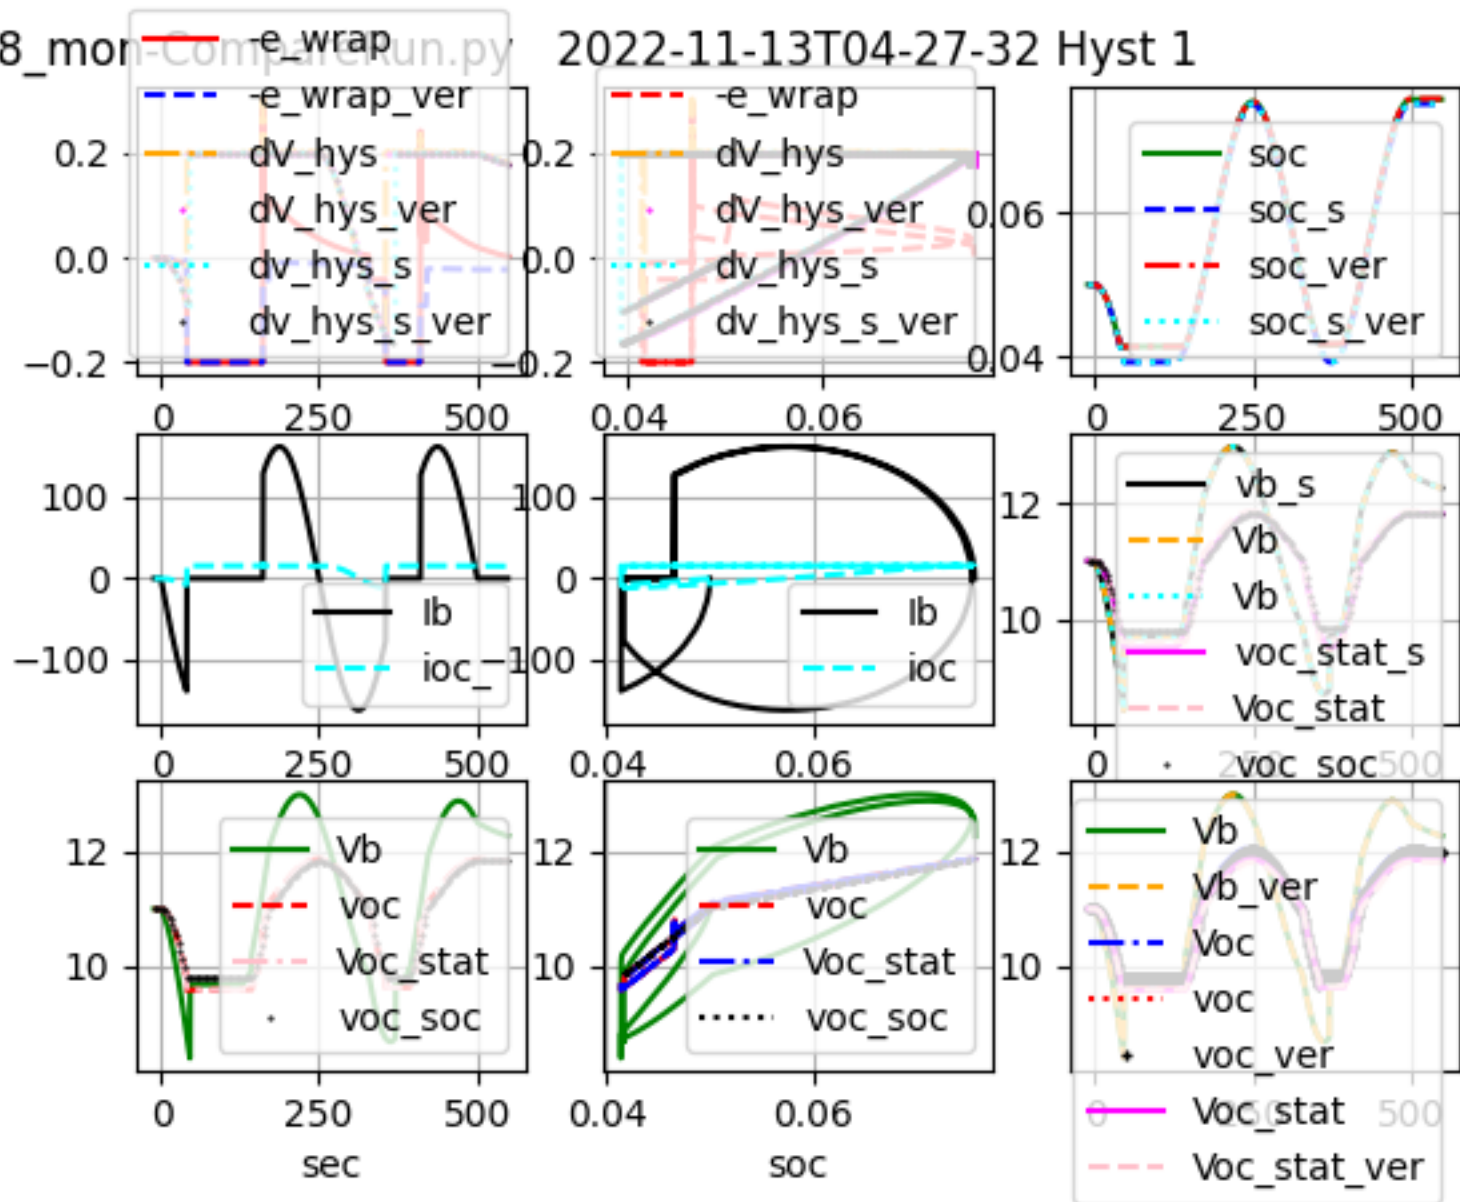 8_mon-CompareRun.py 2022-11-13T04-27-32 Hyst 1
-e_wrap
-e_wrap_ver
dV_hys
dV_hys_ver
dv_hys_s
dv_hys_s_ver
0.2
0.0
−0.2
0 250 500
-e_wrap
dV_hys
dV_hys_ver
dv_hys_s
dv_hys_s_ver
0.2
0.0
−0.2
0.04 0.06
soc
soc_s
soc_ver
soc_s_ver
0.06
0.04
0 250 500
100
0
−100
Ib
ioc_
0 250 500
100
0
−100
Ib
ioc
0.04 0.06
12
10
vb_s
Vb
Vb
voc_stat_s
Voc_stat
voc_soc
0 250 500
12
10
Vb
voc
Voc_stat
voc_soc
0 250 500
sec
12
10
Vb
voc
Voc_stat
voc_soc
0.04 0.06
soc
12
10
Vb
Vb_ver
Voc
voc
voc_ver
Voc_stat
Voc_stat_ver
0 250 500